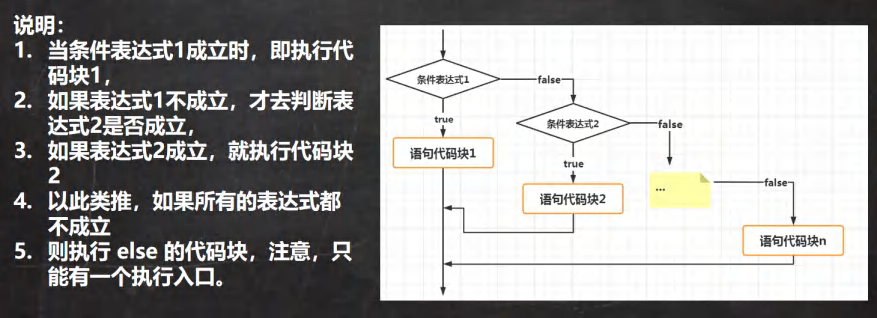 说明：
1. 当条件表达式1成立时，即执行代
码块1，
2. 如果表达式1不成立，才去判断表
达式2是否成立，
3. 如果表达式2成立，就执行代码块
2
4. 以此类推，如果所有的表达式都
不成立
5. 则执行 else 的代码块，注意，只
能有一个执行入口。
条件表达式1
false
true
条件表达式2
false
语句代码块1
true
...
false
语句代码块2
语句代码块n